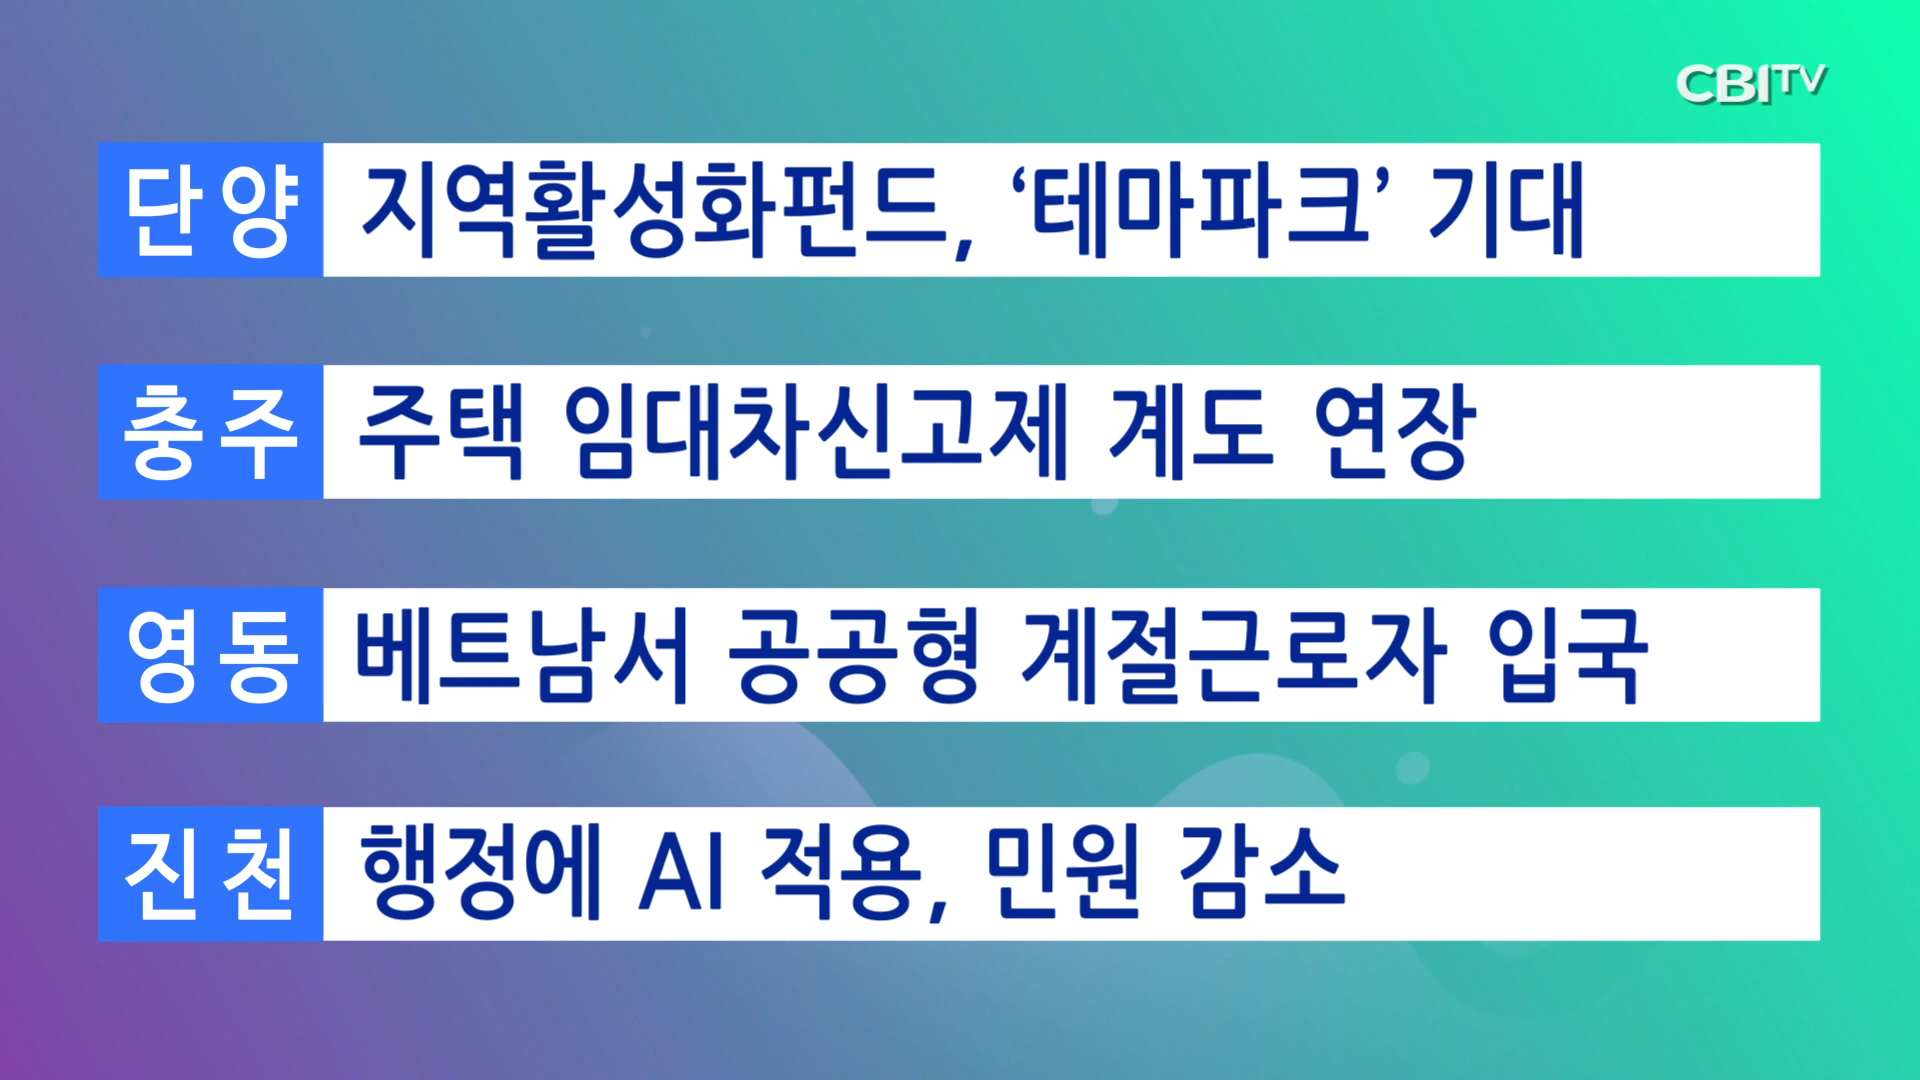 CBITV
단양 지역활성화펀드, ‘테마파크’ 기대
충주 주택 임대차신고제 계도 연장
영동 베트남서 공공형 계절근로자 입국
진천 행정에 AI 적용, 민원 감소